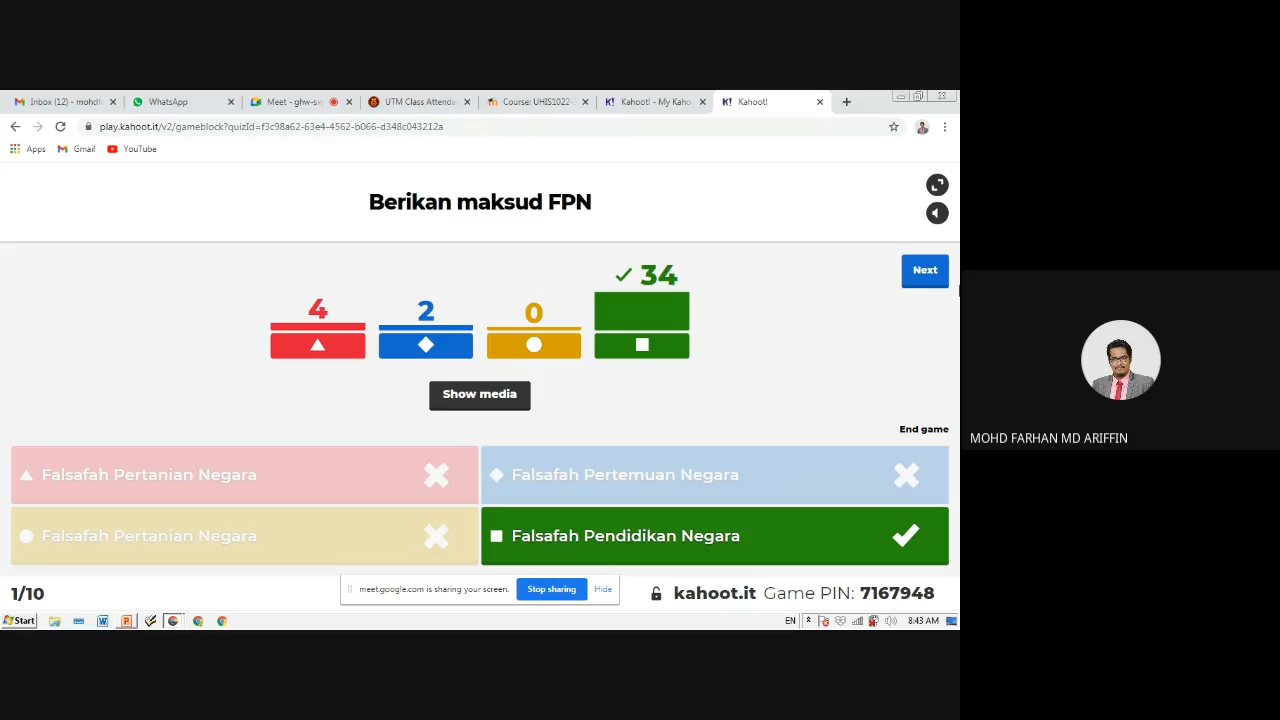 Inbox (12) - mohdf
WhatsApp
Meet - ghw-sx
UTM Class Attenda
Course: UHIS1022-
Kahoot! - My Kaho
Kahoot!
play.kahoot.it/v2/gameblock?quizId=f3c98a62-63e4-4562-b066-d348c043212a
Apps
Gmail
YouTube
Berikan maksud FPN
Next
4
2
0
34
Show media
End game
Falsafah Pertanian Negara
Falsafah Pertemuan Negara
Falsafah Pertanian Negara
Falsafah Pendidikan Negara
1/10
meet.google.com is sharing your screen.
Stop sharing
Hide
kahoot.it Game PIN: 7167948
Start
EN
8:43 AM
MOHD FARHAN MD ARIFFIN